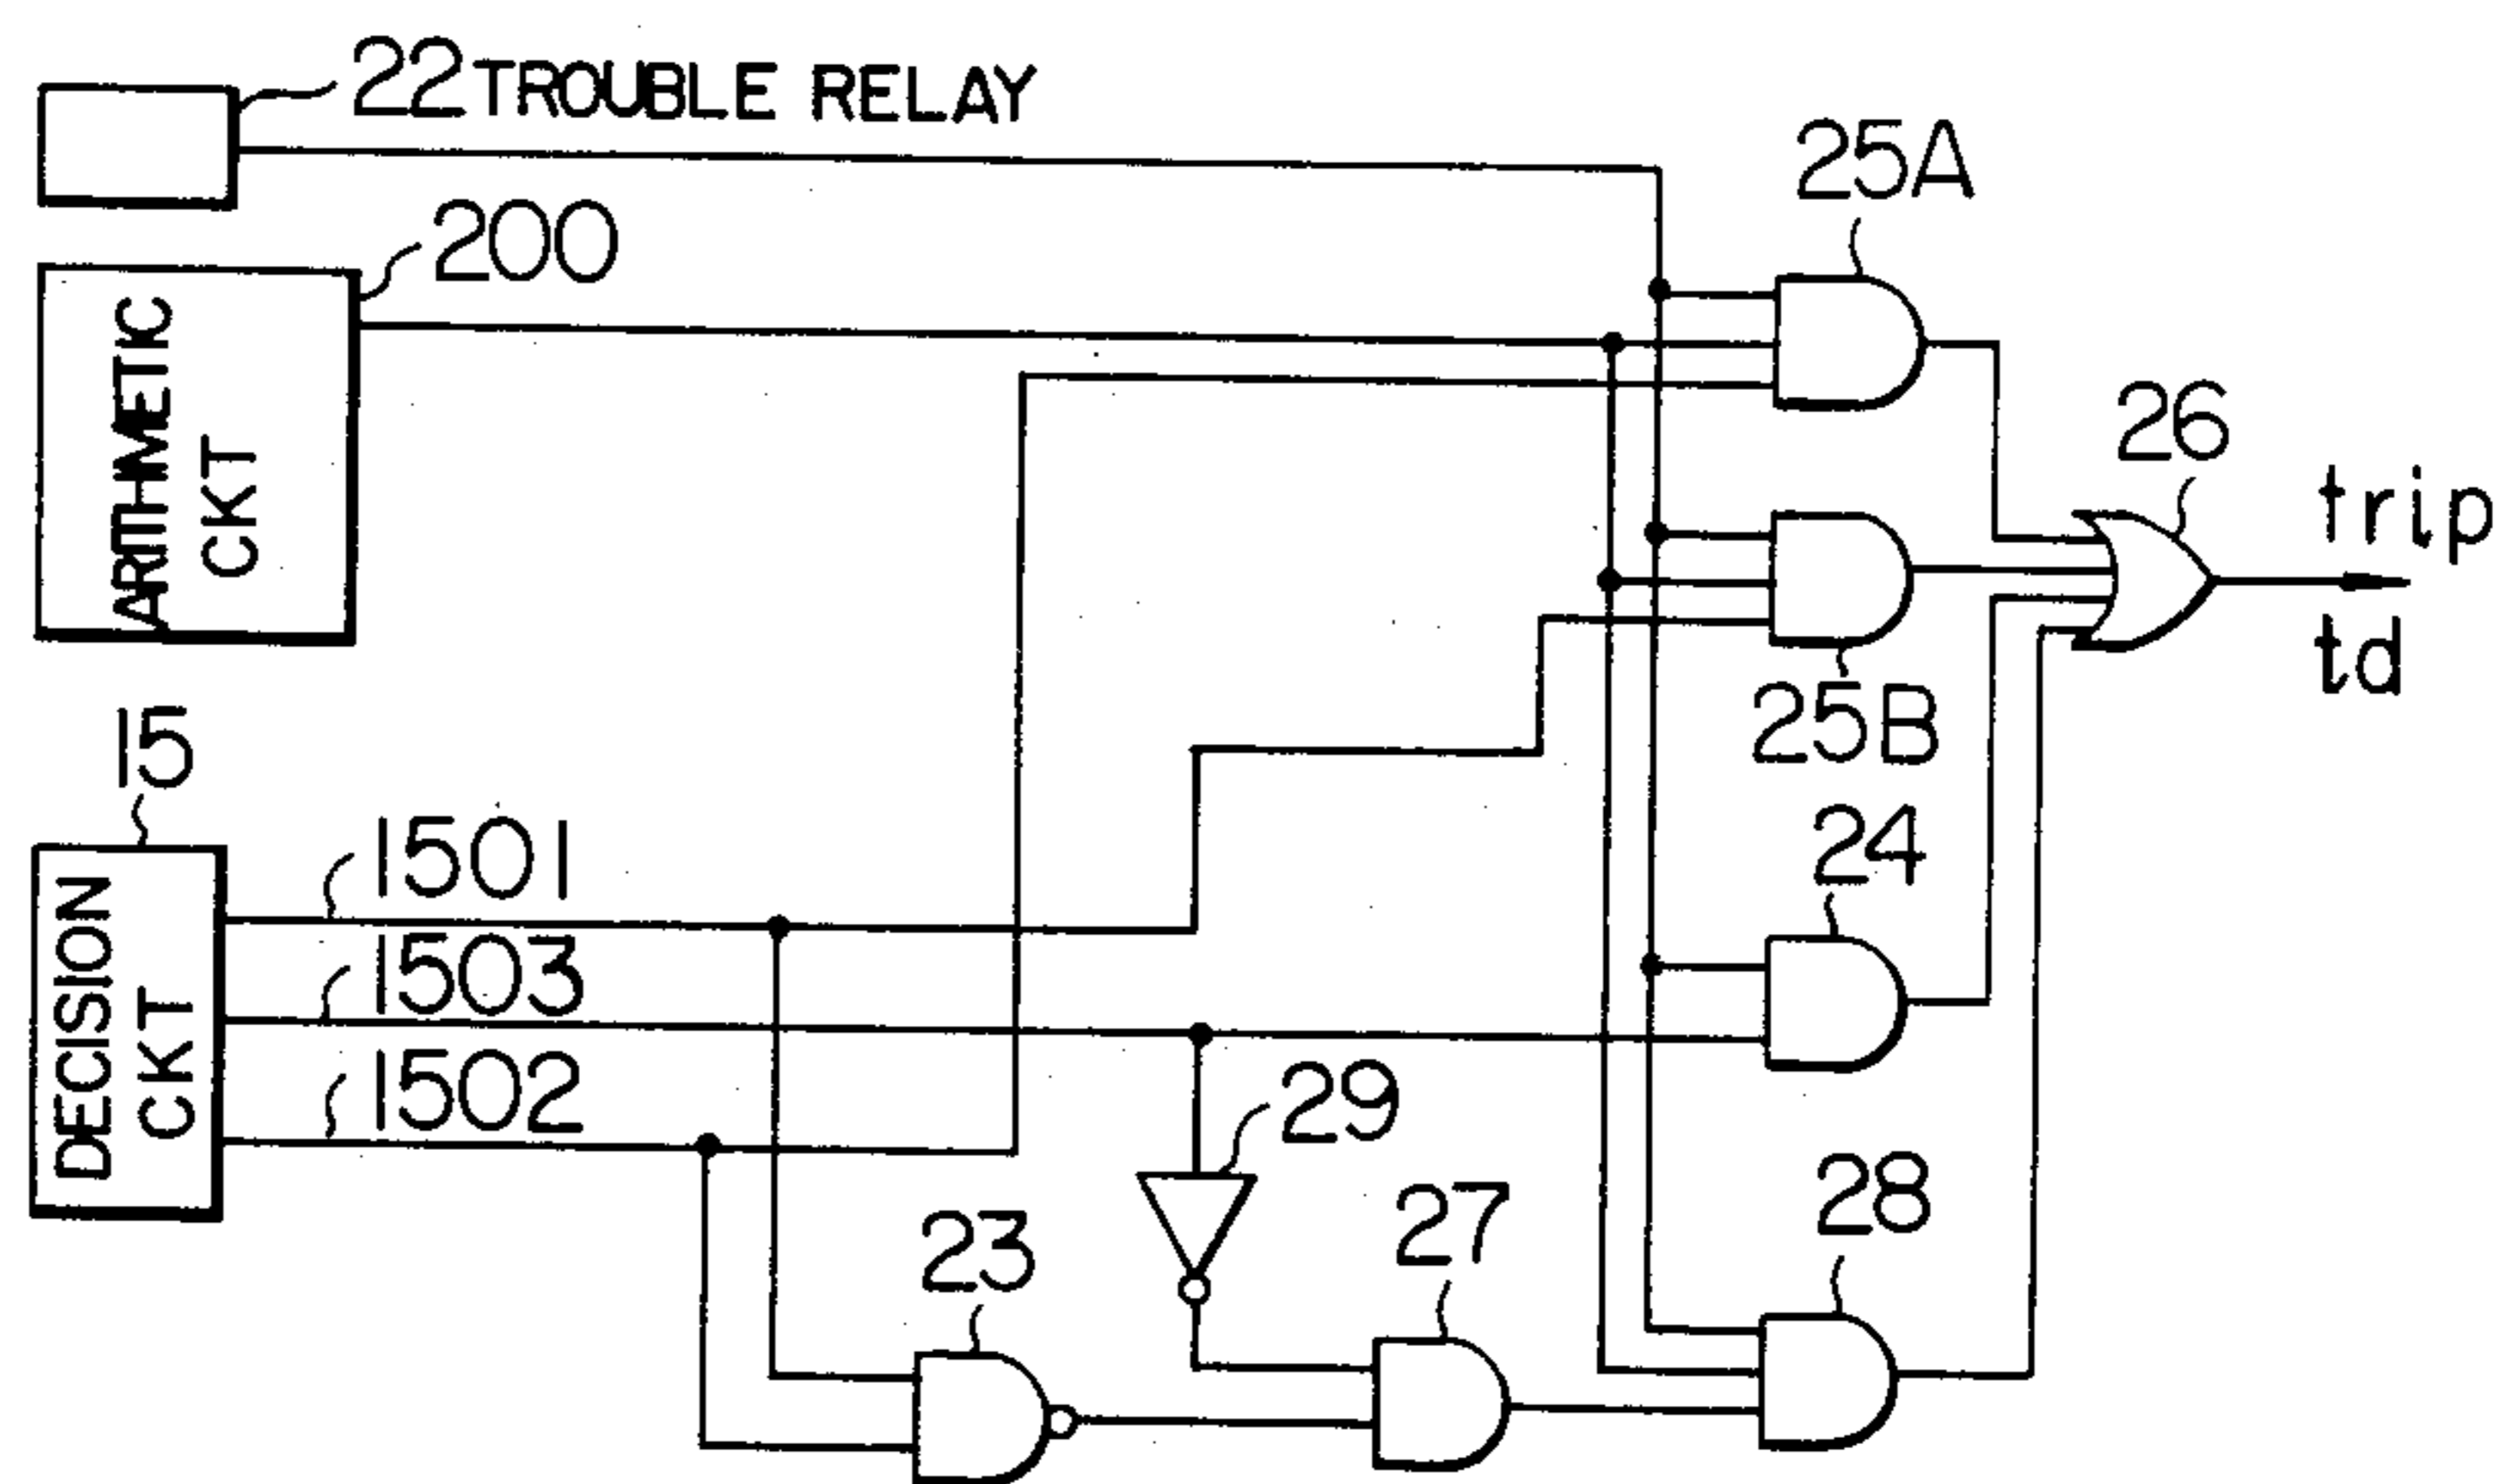 22 TROUBLE RELAY
25A
200
ARITHMETIC
CKT
26
trip
td
25B
15
24
1501
DECISION
CKT
1503
1502
29
28
27
23